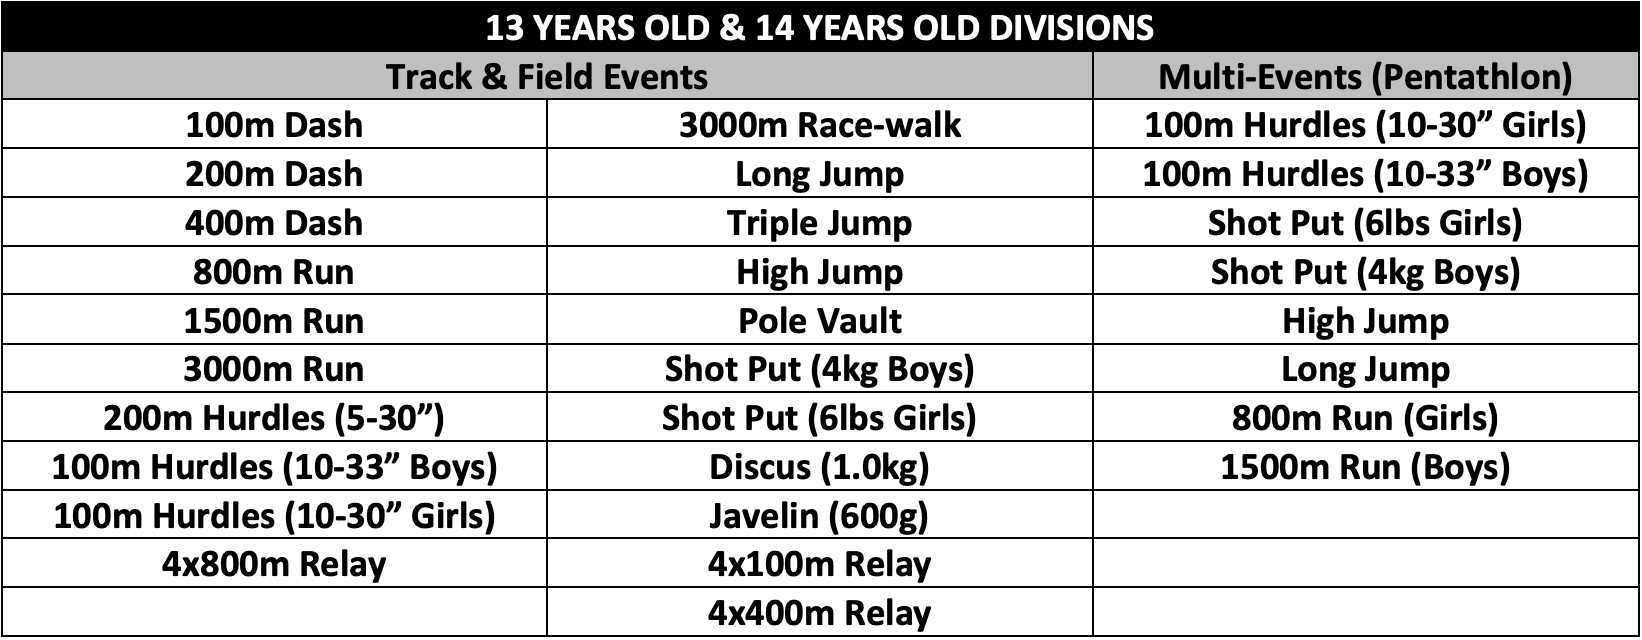 13 YEARS OLD & 14 YEARS OLD DIVISIONS
Track & Field Events Multi-Events (Pentathlon)
100m Dash 3000m Race-walk 100m Hurdles (10-30” Girls)
200m Dash Long Jump 100m Hurdles (10-33” Boys)
400m Dash Triple Jump Shot Put (6lbs Girls)
800m Run High Jump Shot Put (4kg Boys)
1500m Run Pole Vault High Jump
3000m Run Shot Put (4kg Boys) Long Jump
200m Hurdles (5-30”) Shot Put (6lbs Girls) 800m Run (Girls)
100m Hurdles (10-33” Boys) Discus (1.0kg) 1500m Run (Boys)
100m Hurdles (10-30” Girls) Javelin (600g)
4x800m Relay 4x100m Relay
4x400m Relay